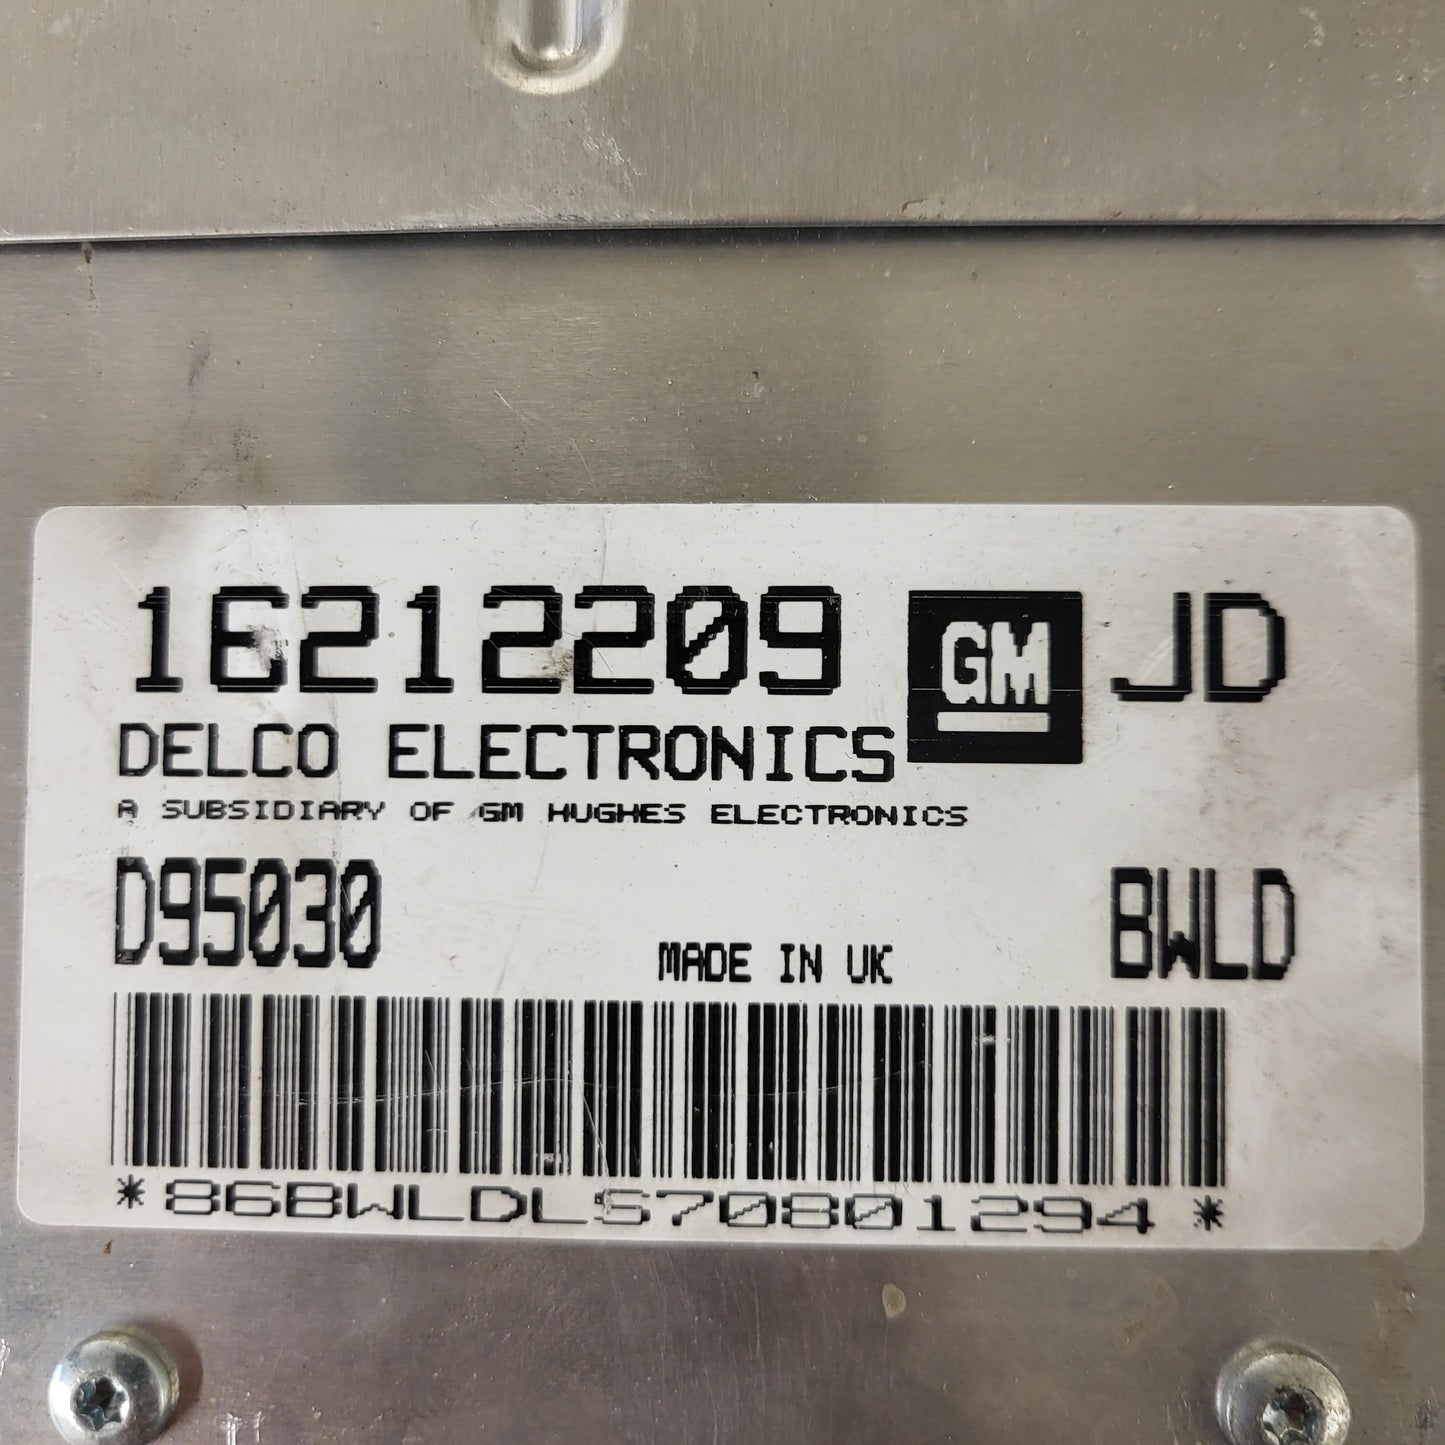 16212209 GM JD
DELCO ELECTRONICS
A SUBSIDIARY OF GM HUGHES ELECTRONICS
D95030 MADE IN UK BWLD
*86BWLDLS70801294*